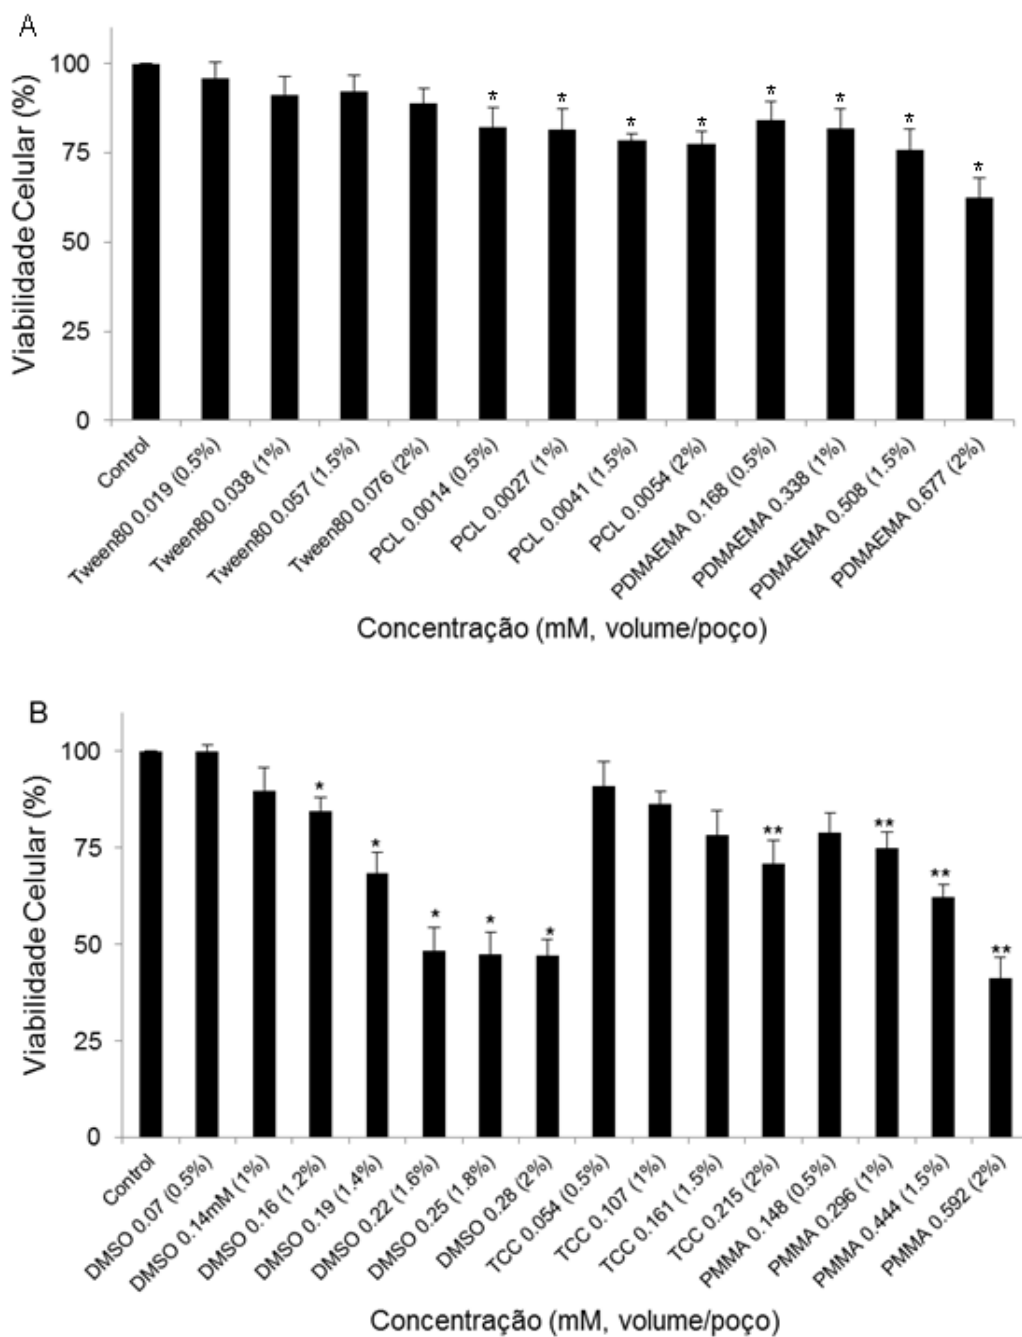 A
Viabilidade Celular (%)
100
75
50
25
0
* * * * * * * *
Control
Tween80 0.019 (0.5%)
Tween80 0.038 (1%)
Tween80 0.057 (1.5%)
Tween80 0.076 (2%)
PCL 0.0014 (0.5%)
PCL 0.0027 (1%)
PCL 0.0041 (1.5%)
PCL 0.0054 (2%)
PDMAEMA 0.168 (0.5%)
PDMAEMA 0.338 (1%)
PDMAEMA 0.508 (1.5%)
PDMAEMA 0.677 (2%)
Concentração (mM, volume/poço)
B
Viabilidade Celular (%)
100
75
50
25
0
* * * * * ** ** ** **
Control
DMSO 0.07 (0.5%)
DMSO 0.14mM (1%)
DMSO 0.16 (1.2%)
DMSO 0.19 (1.4%)
DMSO 0.22 (1.6%)
DMSO 0.25 (1.8%)
DMSO 0.28 (2%)
TCC 0.054 (0.5%)
TCC 0.107 (1%)
TCC 0.161 (1.5%)
TCC 0.215 (2%)
PMMA 0.148 (0.5%)
PMMA 0.296 (1%)
PMMA 0.444 (1.5%)
PMMA 0.592 (2%)
Concentração (mM, volume/poço)